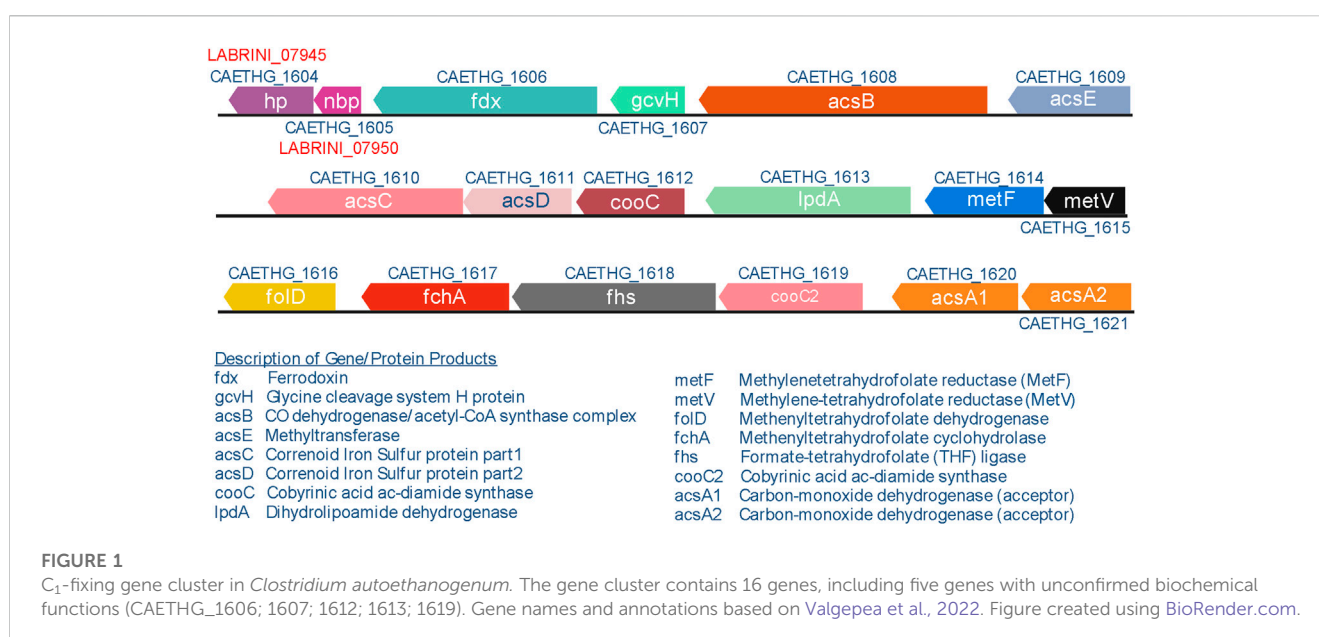 LABRINI_07945
CAETHG_1604 CAETHG_1606 CAETHG_1608 CAETHG_1609
hp nbp fdx gcvH acsB acsE
CAETHG_1605 CAETHG_1607
LABRINI_07950
CAETHG_1610 CAETHG_1611 CAETHG_1612 CAETHG_1613 CAETHG_1614
acsC acsD cooC lpdA metF metV
CAETHG_1615
CAETHG_1616 CAETHG_1617 CAETHG_1618 CAETHG_1619 CAETHG_1620
folD fchA fhs cooC2 acsA1 acsA2
CAETHG_1621
Description of Gene/Protein Products
fdx Ferrodoxin
gcvH Glycine cleavage system H protein
acsB CO dehydrogenase/acetyl-CoA synthase complex
acsE Methyltransferase
acsC Correnoid Iron Sulfur protein part1
acsD Correnoid Iron Sulfur protein part2
cooC Cobyrinic acid ac-diamide synthase
lpdA Dihydrolipoamide dehydrogenase
metF Methylenetetrahydrofolate reductase (MetF)
metV Methylene-tetrahydrofolate reductase (MetV)
folD Methenyltetrahydrofolate dehydrogenase
fchA Methenyltetrahydrofolate cyclohydrolase
fhs Formate-tetrahydrofolate (THF) ligase
cooC2 Cobyrinic acid ac-diamide synthase
acsA1 Carbon-monoxide dehydrogenase (acceptor)
acsA2 Carbon-monoxide dehydrogenase (acceptor)
FIGURE 1
C₁-fixing gene cluster in Clostridium autoethanogenum. The gene cluster contains 16 genes, including five genes with unconfirmed biochemical
functions (CAETHG_1606; 1607; 1612; 1613; 1619). Gene names and annotations based on Valgepea et al., 2022. Figure created using BioRender.com.